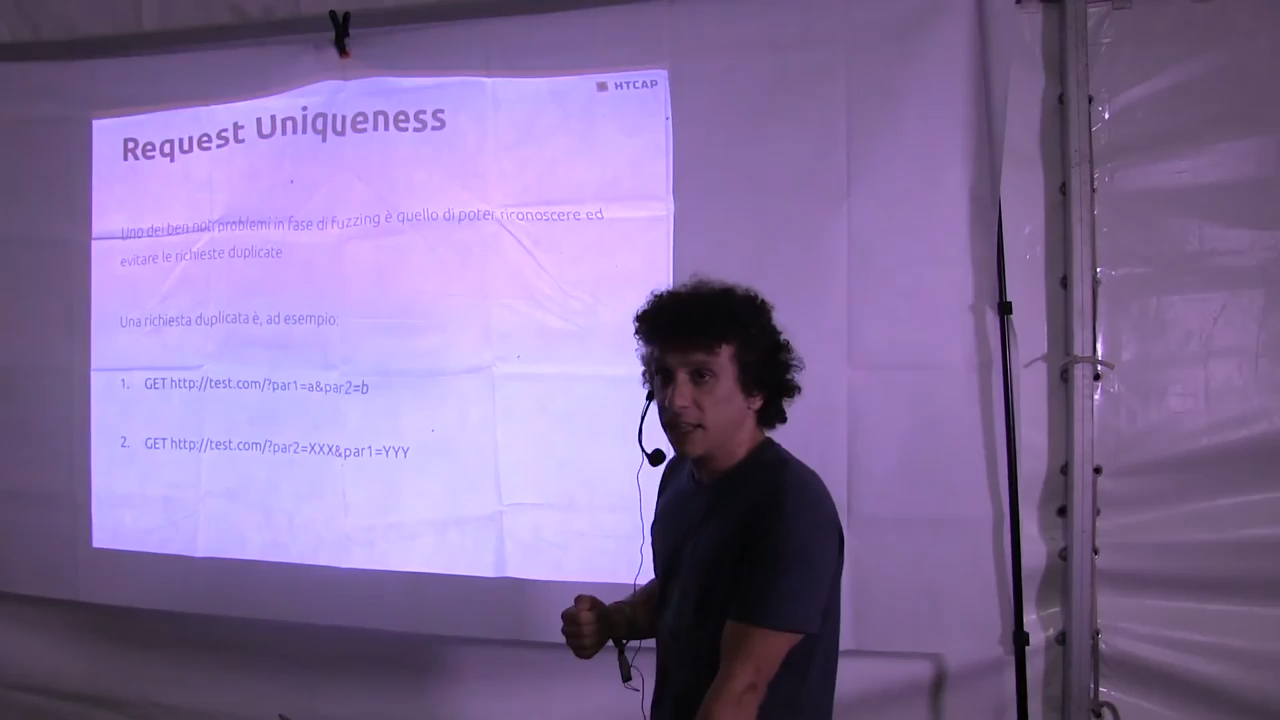 HTCAP
Request Uniqueness
Uno dei ben noti problemi in fase di fuzzing è quello di poter riconoscere ed
evitare le richieste duplicate
Una richiesta duplicata è, ad esempio:
1. GET http://test.com/?par1=a&par2=b
2. GET http://test.com/?par2=XXX&par1=YYY